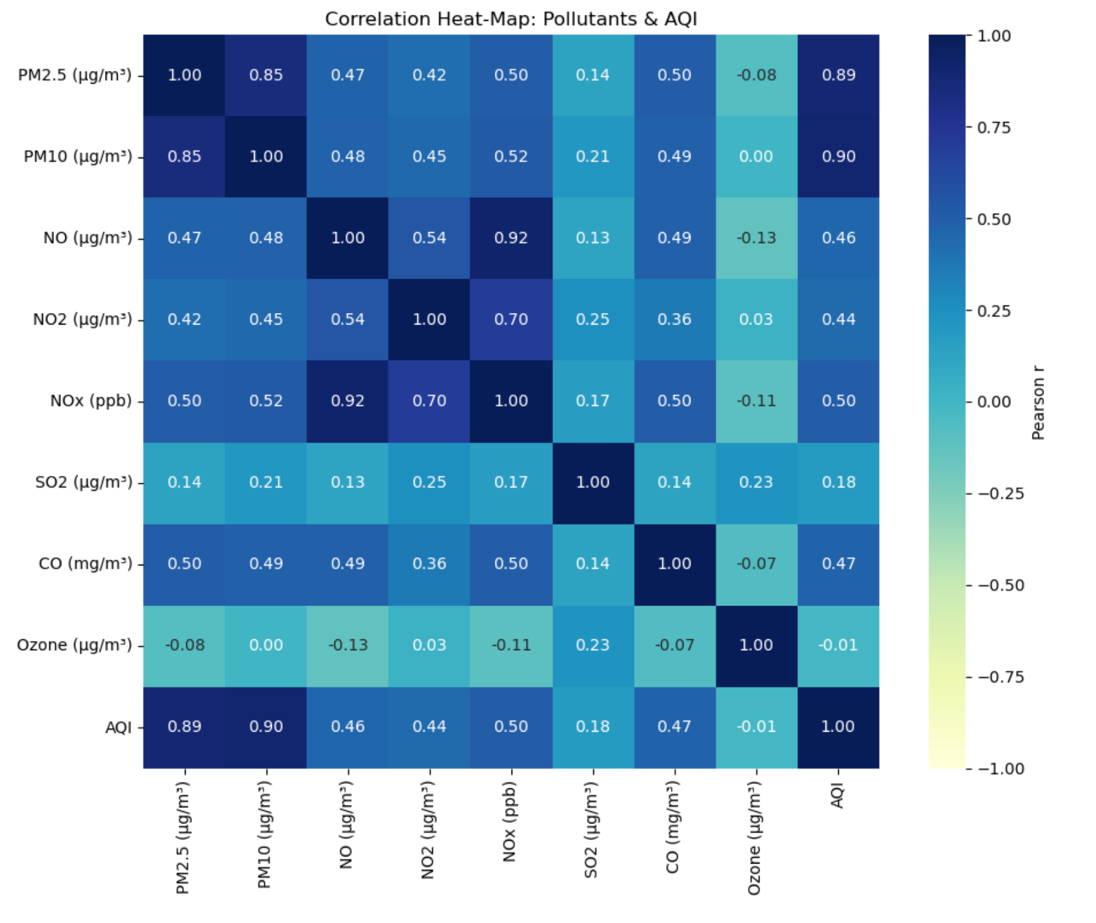 Correlation Heat-Map: Pollutants & AQI
PM2.5 (µg/m³) 1.00 0.85 0.47 0.42 0.50 0.14 0.50 -0.08 0.89
PM10 (µg/m³) 0.85 1.00 0.48 0.45 0.52 0.21 0.49 0.00 0.90
NO (µg/m³) 0.47 0.48 1.00 0.54 0.92 0.13 0.49 -0.13 0.46
NO2 (µg/m³) 0.42 0.45 0.54 1.00 0.70 0.25 0.36 0.03 0.44
NOx (ppb) 0.50 0.52 0.92 0.70 1.00 0.17 0.50 -0.11 0.50
SO2 (µg/m³) 0.14 0.21 0.13 0.25 0.17 1.00 0.14 0.23 0.18
CO (mg/m³) 0.50 0.49 0.49 0.36 0.50 0.14 1.00 -0.07 0.47
Ozone (µg/m³) -0.08 0.00 -0.13 0.03 -0.11 0.23 -0.07 1.00 -0.01
AQI 0.89 0.90 0.46 0.44 0.50 0.18 0.47 -0.01 1.00
PM2.5 (µg/m³)
PM10 (µg/m³)
NO (µg/m³)
NO2 (µg/m³)
NOx (ppb)
SO2 (µg/m³)
CO (mg/m³)
Ozone (µg/m³)
AQI
1.00
0.75
0.50
0.25
0.00
−0.25
−0.50
−0.75
−1.00
Pearson r